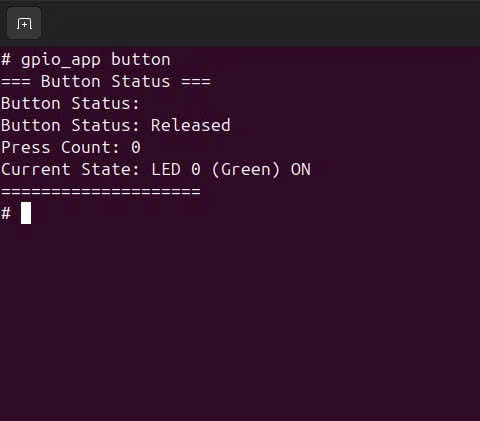 # gpio_app button
=== Button Status ===
Button Status:
Button Status: Released
Press Count: 0
Current State: LED 0 (Green) ON
====================
#